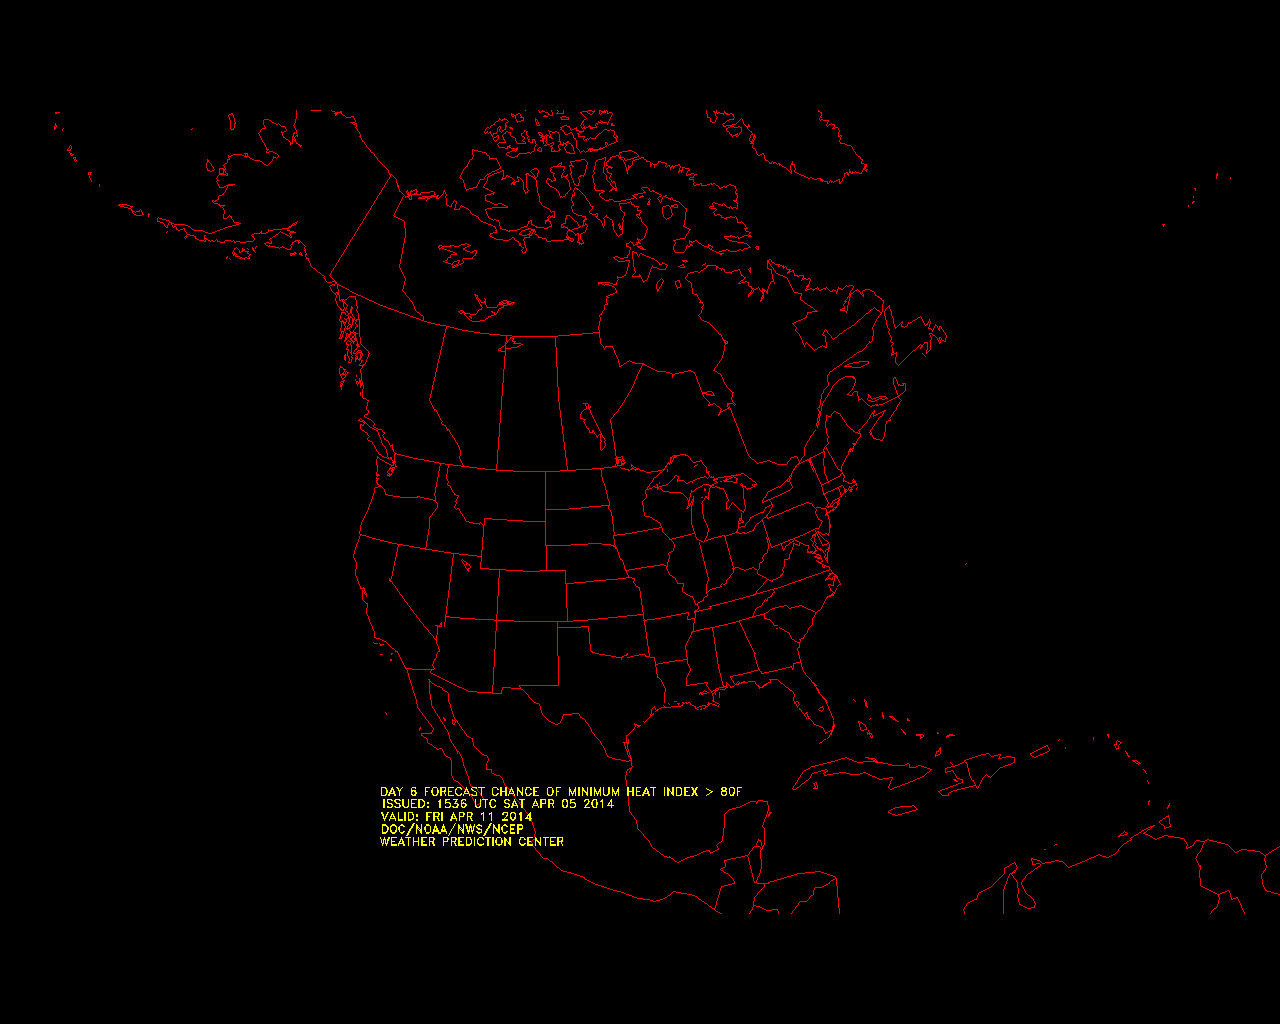 DAY 6 FORECAST CHANCE OF MINIMUM HEAT INDEX > 80F
ISSUED: 1536 UTC SAT APR 05 2014
VALID: FRI APR 11 2014
DOC/NOAA/NWS/NCEP
WEATHER PREDICTION CENTER